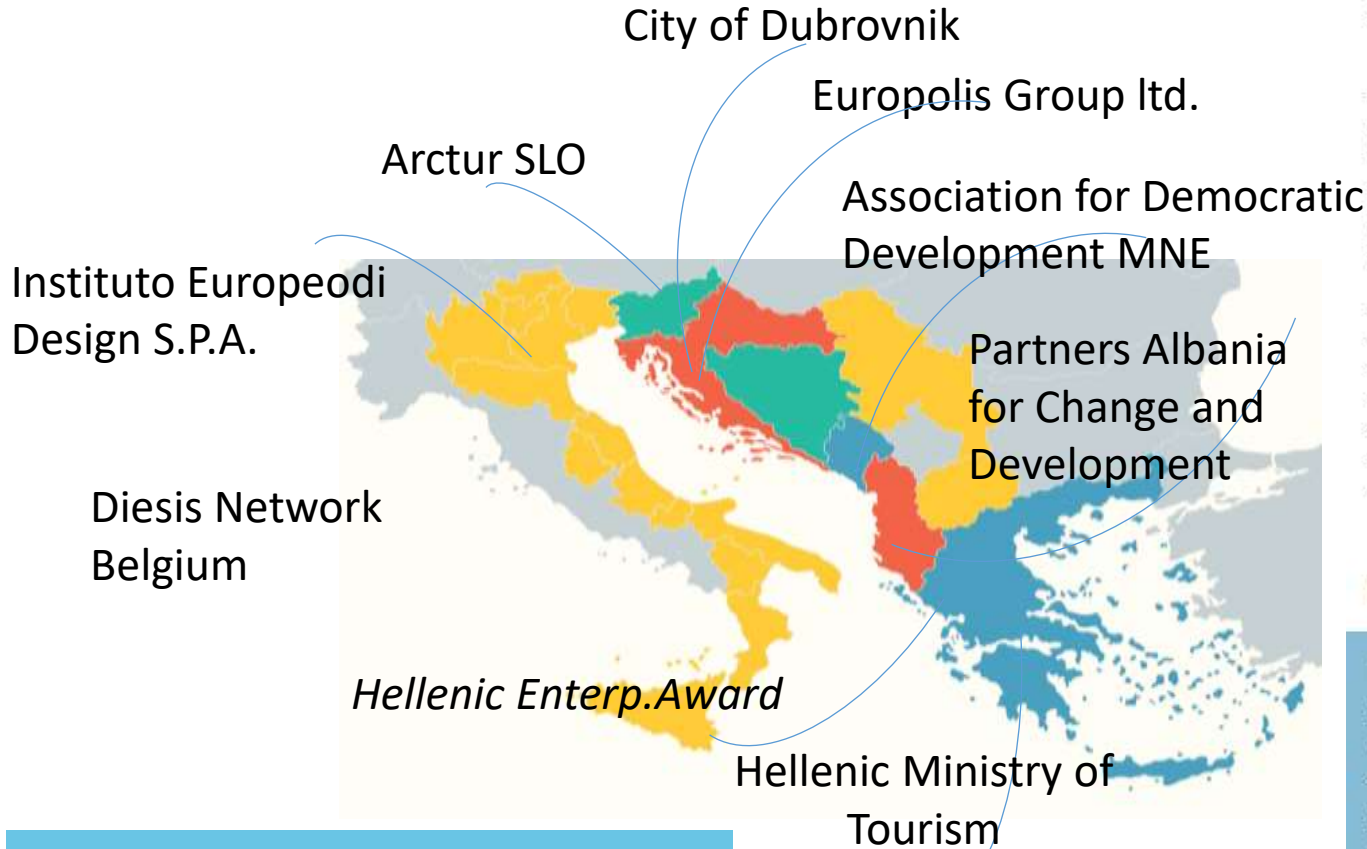 City of Dubrovnik
Europolis Group ltd.
Arctur SLO
Association for Democratic
Development MNE
Instituto Europeodi
Design S.P.A.
Partners Albania
for Change and
Development
Diesis Network
Belgium
Hellenic Enterp.Award
Hellenic Ministry of
Tourism